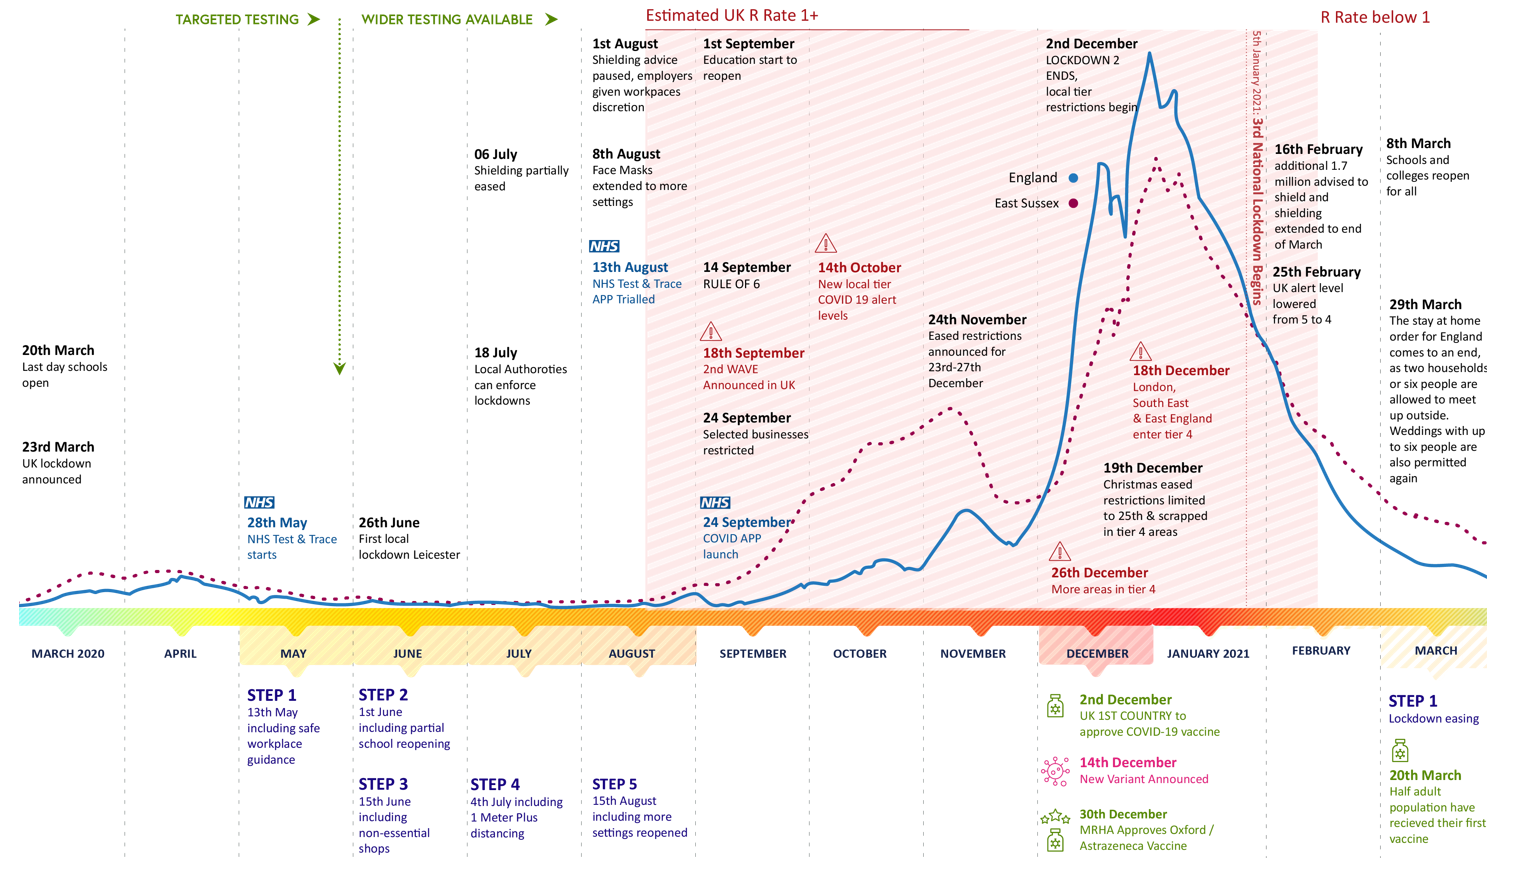 TARGETED TESTING
WIDER TESTING AVAILABLE
Estimated UK R Rate 1+
R Rate below 1
20th March
Last day schools
open
23rd March
UK lockdown
announced
NHS
28th May
NHS Test & Trace
starts
26th June
First local
lockdown Leicester
06 July
Shielding partially
eased
18 July
Local Authoroties
can enforce
lockdowns
1st August
Shielding advice
paused, employers
given workpaces
discretion
8th August
Face Masks
extended to more
settings
NHS
13th August
NHS Test & Trace
APP Trialled
1st September
Education start to
reopen
14 September
RULE OF 6
18th September
2nd WAVE
Announced in UK
24 September
Selected businesses
restricted
NHS
24 September
COVID APP
launch
14th October
New local tier
COVID 19 alert
levels
24th November
Eased restrictions
announced for
23rd-27th
December
2nd December
LOCKDOWN 2
ENDS,
local tier
restrictions begin
England
East Sussex
18th December
London,
South East
& East England
enter tier 4
19th December
Christmas eased
restrictions limited
to 25th & scrapped
in tier 4 areas
26th December
More areas in tier 4
5th January 2021: 3rd National Lockdown Begins
16th February
additional 1.7
million advised to
shield and
shielding
extended to end
of March
25th February
UK alert level
lowered
from 5 to 4
8th March
Schools and
colleges reopen
for all
29th March
The stay at home
order for England
comes to an end,
as two households
or six people are
allowed to meet
up outside.
Weddings with up
to six people are
also permitted
again
MARCH 2020
APRIL
MAY
JUNE
JULY
AUGUST
SEPTEMBER
OCTOBER
NOVEMBER
DECEMBER
JANUARY 2021
FEBRUARY
MARCH
STEP 1
13th May
including safe
workplace
guidance
STEP 2
1st June
including partial
school reopening
STEP 3
15th June
including
non-essential
shops
STEP 4
4th July including
1 Meter Plus
distancing
STEP 5
15th August
including more
settings reopened
2nd December
UK 1ST COUNTRY to
approve COVID-19 vaccine
14th December
New Variant Announced
30th December
MRHA Approves Oxford /
Astrazeneca Vaccine
STEP 1
Lockdown easing
20th March
Half adult
population have
recieved their first
vaccine